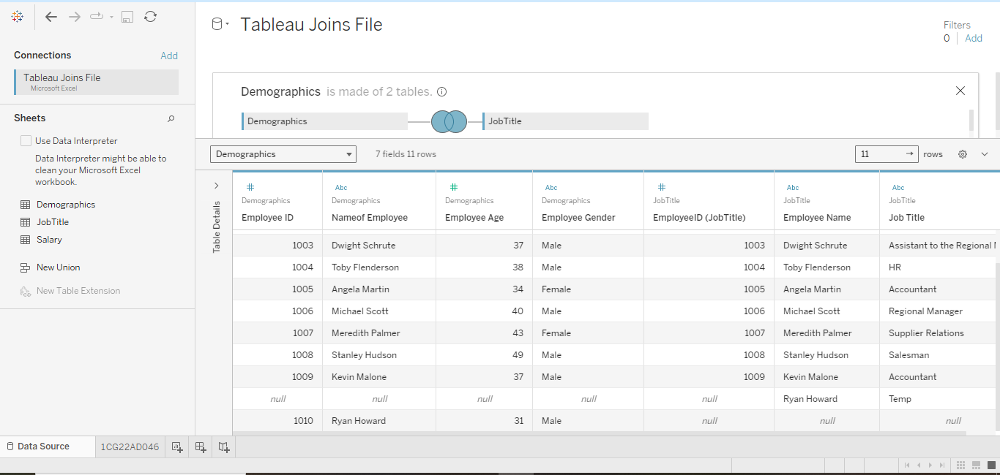 Tableau Joins File
Filters
0 Add
Connections Add
Tableau Joins File
Microsoft Excel
Demographics is made of 2 tables.
Demographics JobTitle
Sheets
Use Data Interpreter
Data Interpreter might be able to
clean your Microsoft Excel
workbook.
Demographics
JobTitle
Salary
New Union
New Table Extension
Demographics 7 fields 11 rows 11 rows
Table Details
# Abc # Abc # Abc Abc
Demographics Demographics Demographics Demographics JobTitle JobTitle JobTitle
Employee ID Nameof Employee Employee Age Employee Gender EmployeeID (JobTitle) Employee Name Job Title
1003 Dwight Schrute 37 Male 1003 Dwight Schrute Assistant to the Regional
1004 Toby Flenderson 38 Male 1004 Toby Flenderson HR
1005 Angela Martin 34 Female 1005 Angela Martin Accountant
1006 Michael Scott 40 Male 1006 Michael Scott Regional Manager
1007 Meredith Palmer 43 Female 1007 Meredith Palmer Supplier Relations
1008 Stanley Hudson 49 Male 1008 Stanley Hudson Salesman
1009 Kevin Malone 37 Male 1009 Kevin Malone Accountant
null null null null null Ryan Howard Temp
1010 Ryan Howard 31 Male null null null
Data Source 1CG22AD046